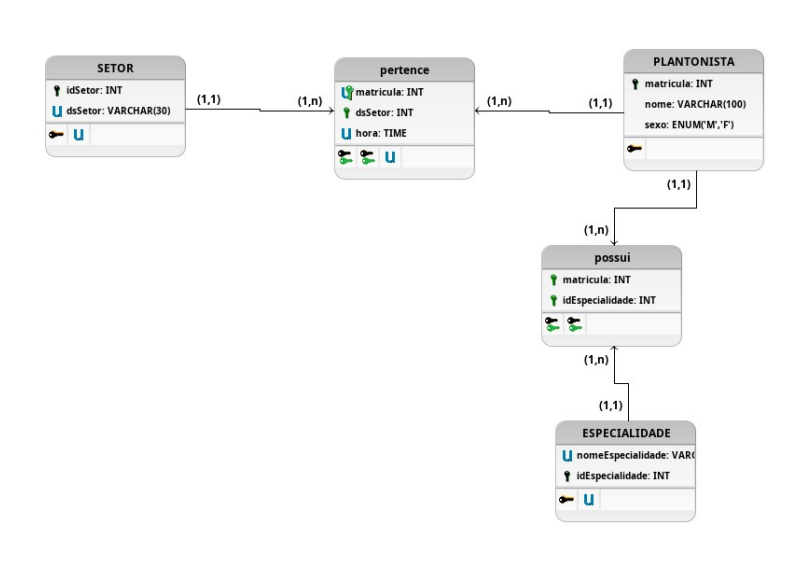 SETOR
idSetor: INT
dsSetor: VARCHAR(30)
(1,1)
(1,n)
pertence
matricula: INT
dsSetor: INT
hora: TIME
(1,n)
(1,1)
PLANTONISTA
matricula: INT
nome: VARCHAR(100)
sexo: ENUM('M','F')
(1,1)
(1,n)
possui
matricula: INT
idEspecialidade: INT
(1,n)
(1,1)
ESPECIALIDADE
nomeEspecialidade: VARC
idEspecialidade: INT